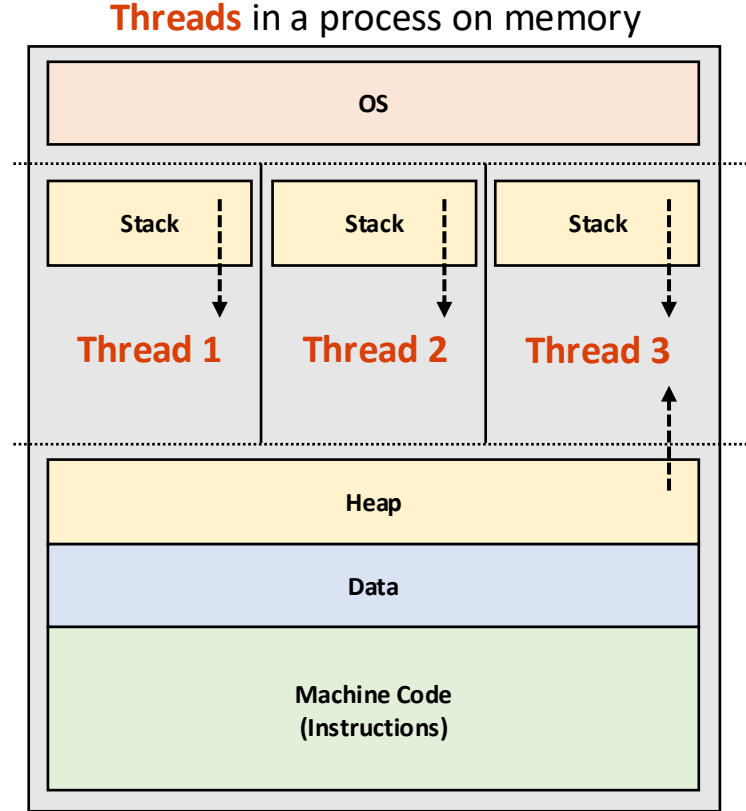 Threads in a process on memory
OS
Stack
Stack
Stack
Thread 1
Thread 2
Thread 3
Heap
Data
Machine Code
(Instructions)